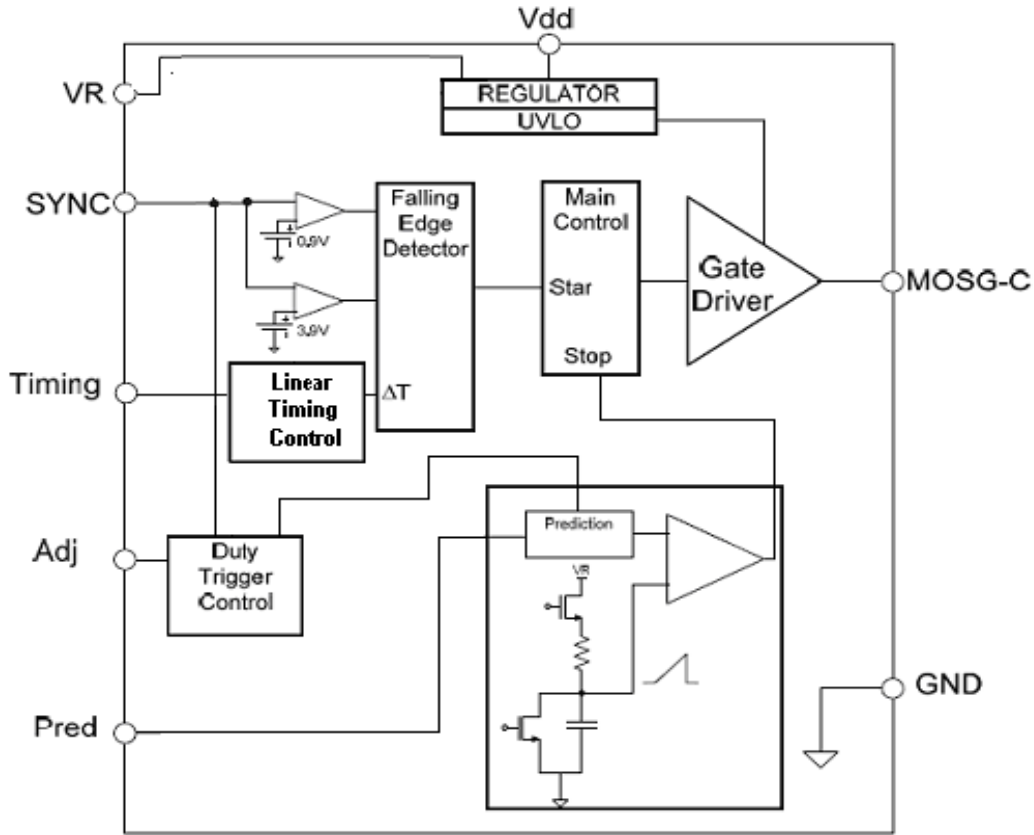 Vdd
VR
REGULATOR
UVLO
SYNC
0.9V
Falling
Edge
Detector
Main
Control
Gate
Driver
MOSG-C
3.9V
Star
Stop
Timing
Linear
Timing
Control
ΔT
Adj
Duty
Trigger
Control
Prediction
VR
Pred
GND